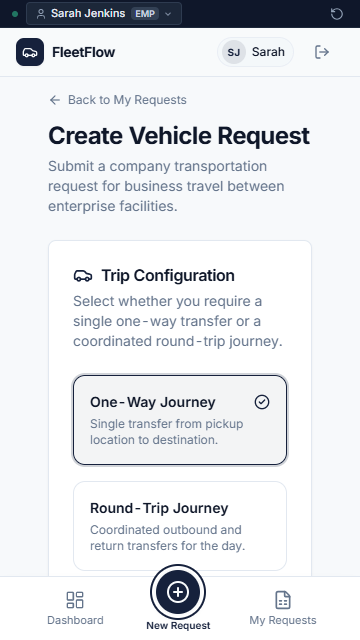 Sarah Jenkins EMP
FleetFlow
SJ Sarah
Back to My Requests
Create Vehicle Request
Submit a company transportation
request for business travel between
enterprise facilities.
Trip Configuration
Select whether you require a
single one-way transfer or a
coordinated round-trip journey.
One-Way Journey
Single transfer from pickup
location to destination.
Round-Trip Journey
Coordinated outbound and
return transfers for the day.
Dashboard
New Request
My Requests